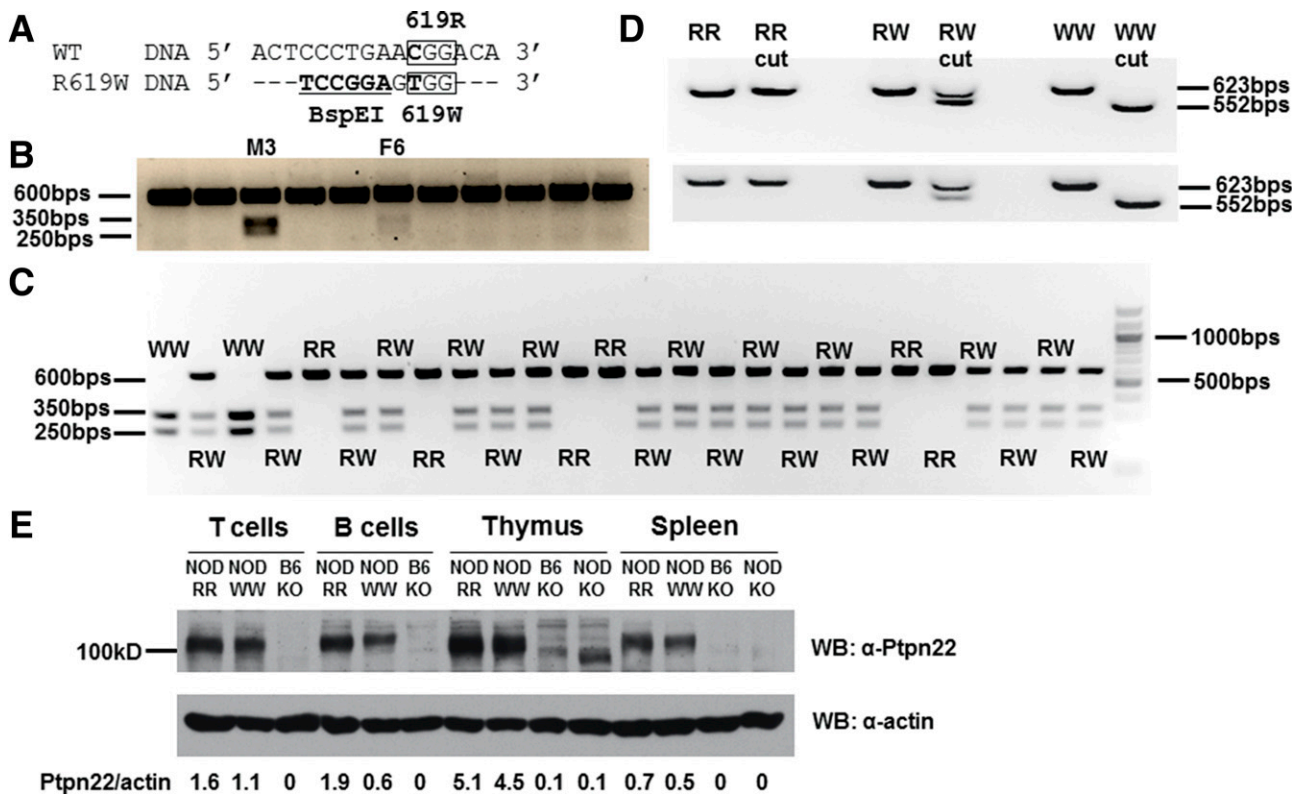 A
619R
WT DNA 5′ ACTCCCTGAACGGACA 3′
R619W DNA 5′ ---TCCGGAGTGG--- 3′
BspEI 619W
B
M3 F6
600bps
350bps
250bps
C
WW WW RR RW RW RW RR RW RW RW RR RW RW
600bps
350bps
250bps
1000bps
500bps
RW RW RW RR RW RR RW RW RW RW RR RW RW
D
RR RR RW RW WW WW
cut cut cut
623bps
552bps
623bps
552bps
E
T cells B cells Thymus Spleen
NOD NOD B6 NOD NOD B6 NOD NOD B6 NOD NOD NOD B6 NOD
RR WW KO RR WW KO RR WW KO KO RR WW KO KO
100kD
WB: α-Ptpn22
WB: α-actin
Ptpn22/actin 1.6 1.1 0 1.9 0.6 0 5.1 4.5 0.1 0.1 0.7 0.5 0 0